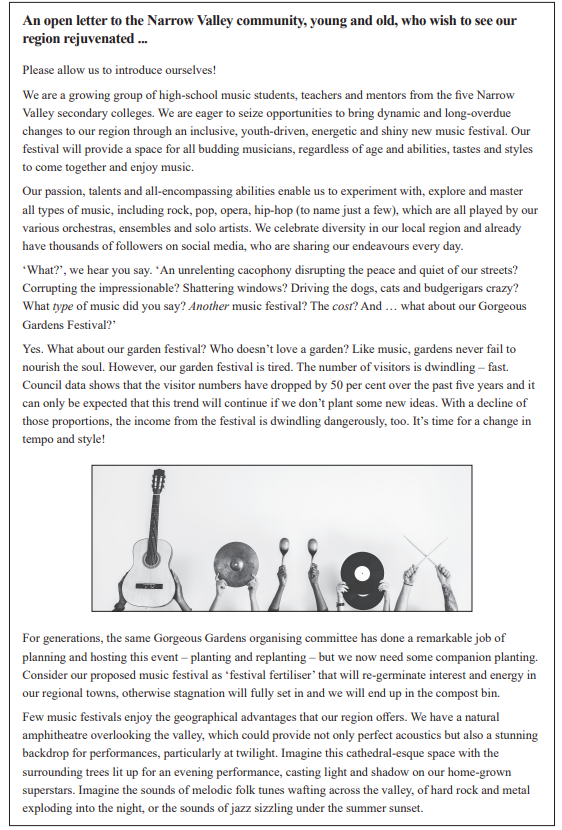 An open letter to the Narrow Valley community, young and old, who wish to see our
region rejuvenated ...
Please allow us to introduce ourselves!
We are a growing group of high-school music students, teachers and mentors from the five Narrow
Valley secondary colleges. We are eager to seize opportunities to bring dynamic and long-overdue
changes to our region through an inclusive, youth-driven, energetic and shiny new music festival. Our
festival will provide a space for all budding musicians, regardless of age and abilities, tastes and styles
to come together and enjoy music.
Our passion, talents and all-encompassing abilities enable us to experiment with, explore and master
all types of music, including rock, pop, opera, hip-hop (to name just a few), which are all played by our
various orchestras, ensembles and solo artists. We celebrate diversity in our local region and already
have thousands of followers on social media, who are sharing our endeavours every day.
‘What?’, we hear you say. ‘An unrelenting cacophony disrupting the peace and quiet of our streets?
Corrupting the impressionable? Shattering windows? Driving the dogs, cats and budgerigars crazy?
What type of music did you say? Another music festival? The cost? And … what about our Gorgeous
Gardens Festival?’
Yes. What about our garden festival? Who doesn’t love a garden? Like music, gardens never fail to
nourish the soul. However, our garden festival is tired. The number of visitors is dwindling – fast.
Council data shows that the visitor numbers have dropped by 50 per cent over the past five years and it
can only be expected that this trend will continue if we don’t plant some new ideas. With a decline of
those proportions, the income from the festival is dwindling dangerously, too. It’s time for a change in
tempo and style!
For generations, the same Gorgeous Gardens organising committee has done a remarkable job of
planning and hosting this event – planting and replanting – but we now need some companion planting.
Consider our proposed music festival as ‘festival fertiliser’ that will re-germinate interest and energy in
our regional towns, otherwise stagnation will fully set in and we will end up in the compost bin.
Few music festivals enjoy the geographical advantages that our region offers. We have a natural
amphitheatre overlooking the valley, which could provide not only perfect acoustics but also a stunning
backdrop for performances, particularly at twilight. Imagine this cathedral-esque space with the
surrounding trees lit up for an evening performance, casting light and shadow on our home-grown
superstars. Imagine the sounds of melodic folk tunes wafting across the valley, of hard rock and metal
exploding into the night, or the sounds of jazz sizzling under the summer sunset.